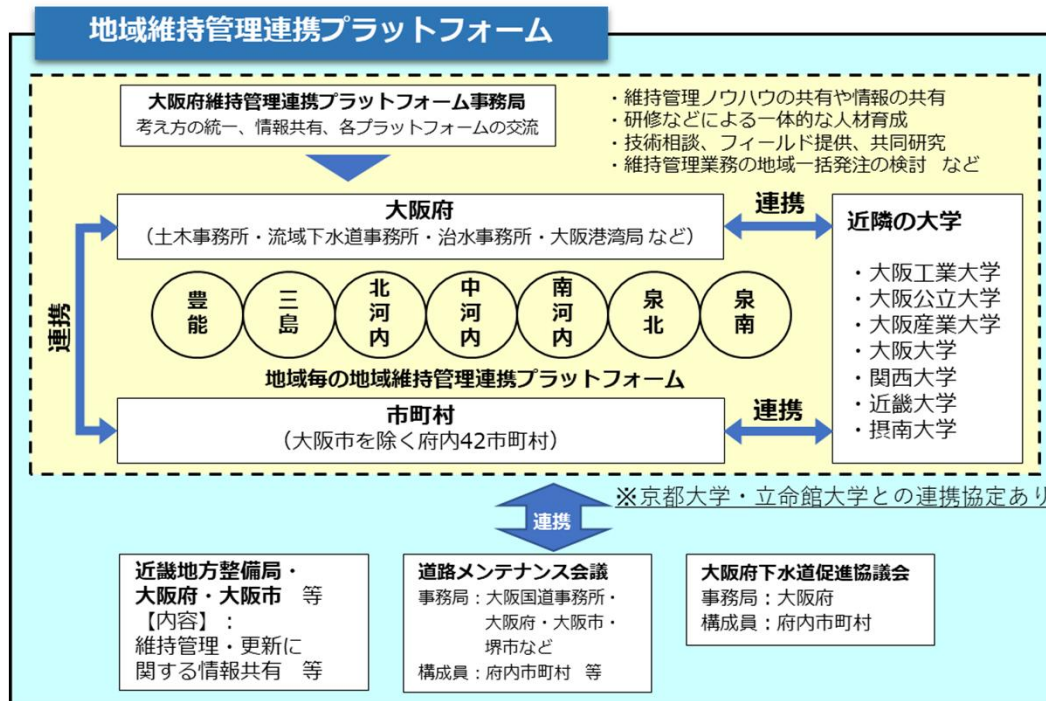 地域維持管理連携プラットフォーム
大阪府維持管理連携プラットフォーム事務局
考え方の統一、情報共有、各プラットフォームの交流
・維持管理ノウハウの共有や情報の共有
・研修などによる一体的な人材育成
・技術相談、フィールド提供、共同研究
・維持管理業務の地域一括発注の検討　など
大阪府
（土木事務所・流域下水道事務所・治水事務所・大阪港湾局 など）
連携
近隣の大学
・大阪工業大学
・大阪公立大学
・大阪産業大学
・大阪大学
・関西大学
・近畿大学
・摂南大学
連携
豊能
三島
北河内
中河内
南河内
泉北
泉南
地域毎の地域維持管理連携プラットフォーム
市町村
（大阪市を除く府内42市町村）
連携
※京都大学・立命館大学との連携協定あり
連携
近畿地方整備局・
大阪府・大阪市　等
【内容】：
維持管理・更新に
関する情報共有　等
道路メンテナンス会議
事務局：大阪国道事務所・
大阪府・大阪市・
堺市など
構成員：府内市町村　等
大阪府下水道促進協議会
事務局：大阪府
構成員：府内市町村